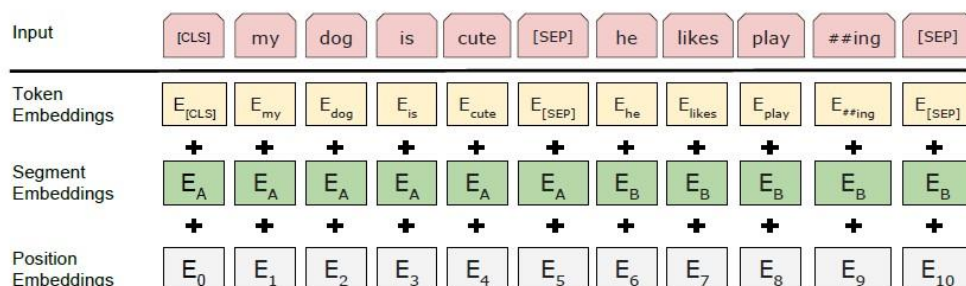 Input [CLS] my dog is cute [SEP] he likes play ##ing [SEP]
Token
Embeddings
E[CLS] Emy Edog Eis Ecute E[SEP] Ehe Elikes Eplay E##ing E[SEP]
+ + + + + + + + + + +
Segment
Embeddings
EA EA EA EA EA EA EB EB EB EB EB
+ + + + + + + + + + +
Position
Embeddings
E0 E1 E2 E3 E4 E5 E6 E7 E8 E9 E10